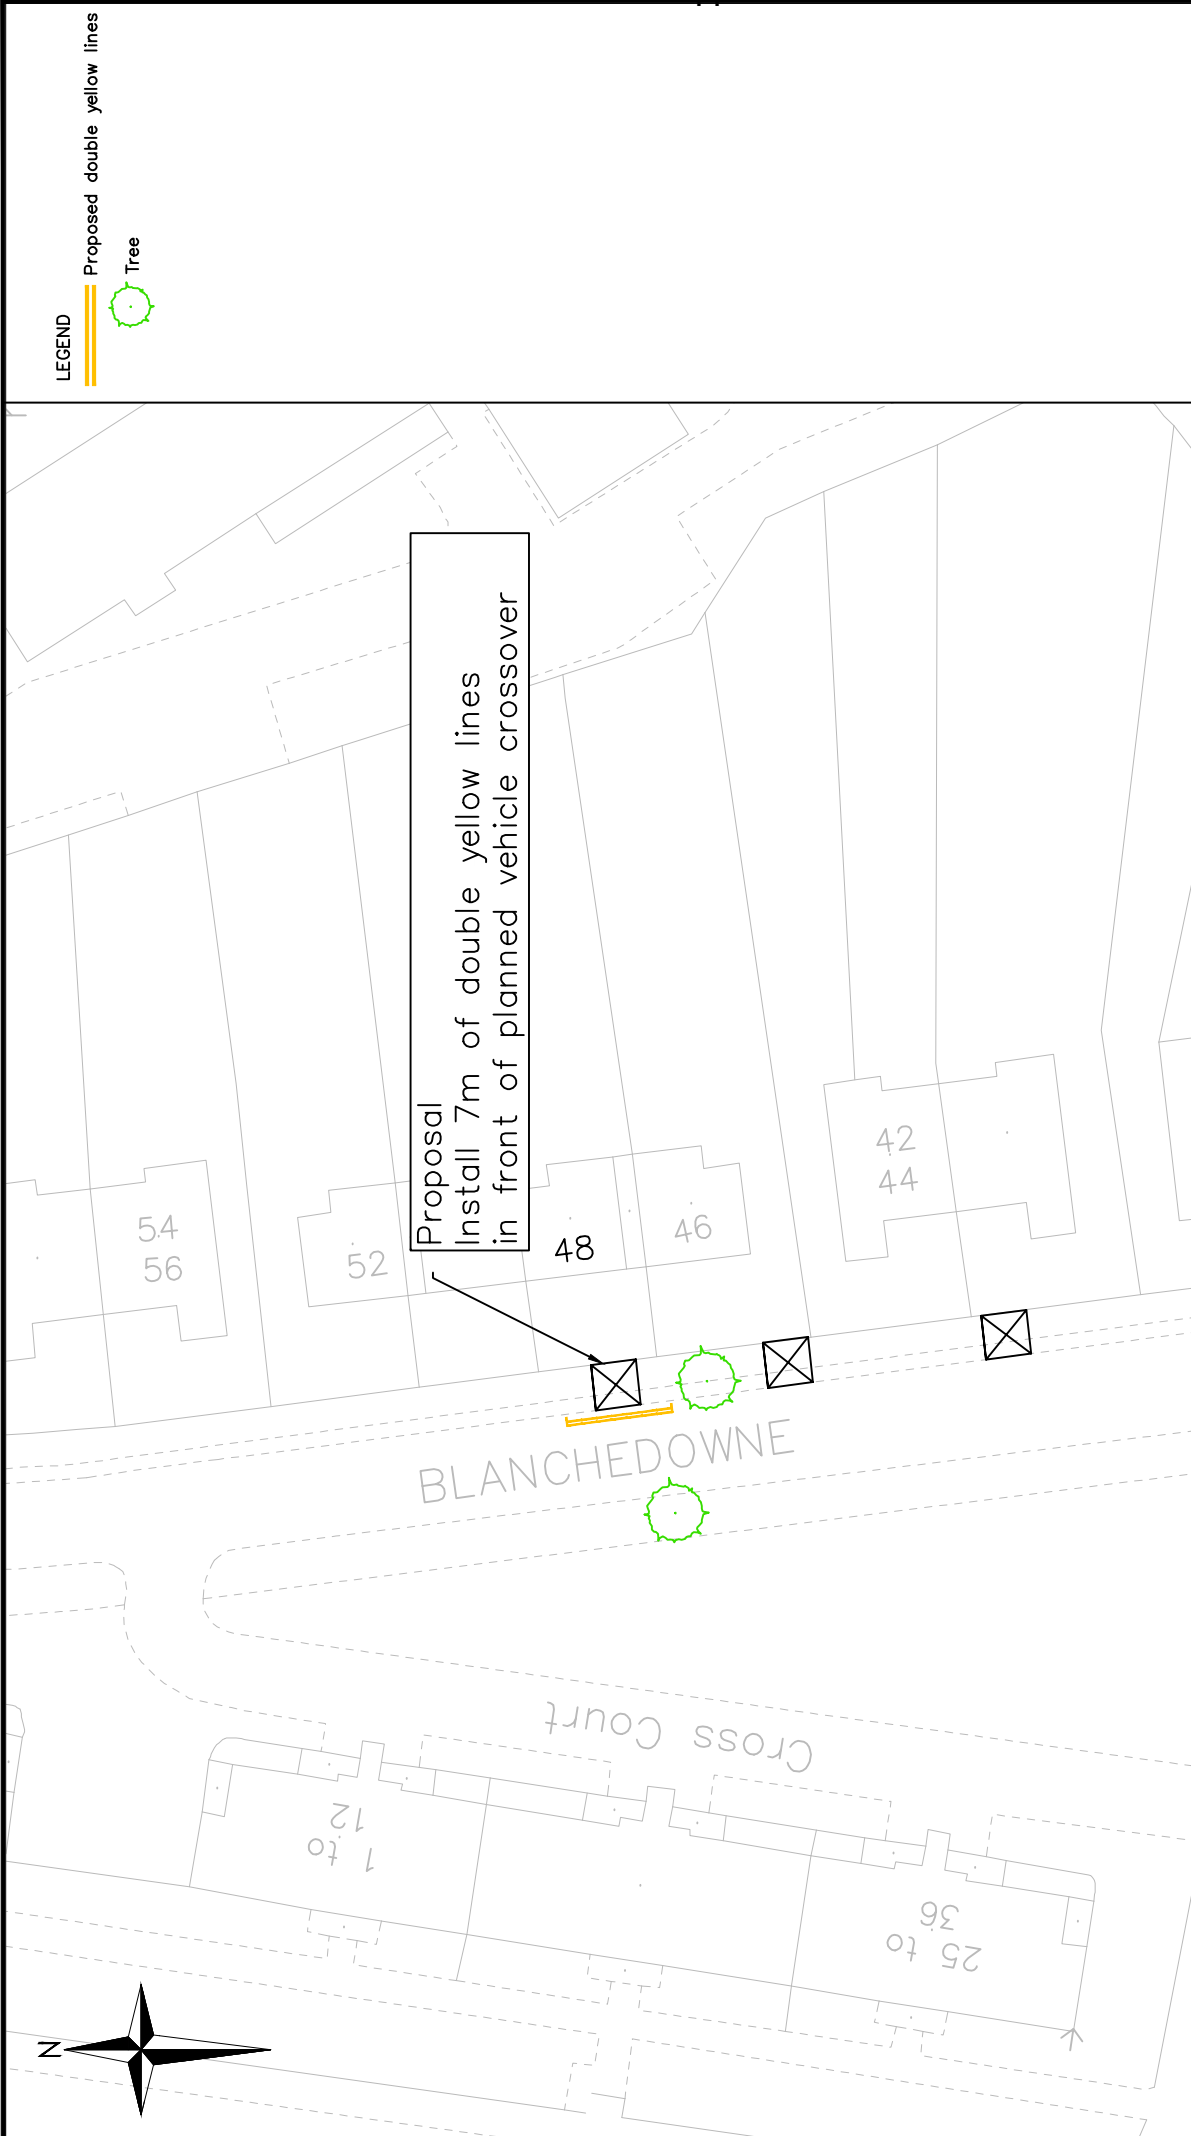 LEGEND
Proposed double yellow lines
Tree
Proposal
Install 7m of double yellow lines
in front of planned vehicle crossover
54
56
52
48
46
42
44
BLANCHEDOWNE
Cross Court
1 to
12
25 to
36
N